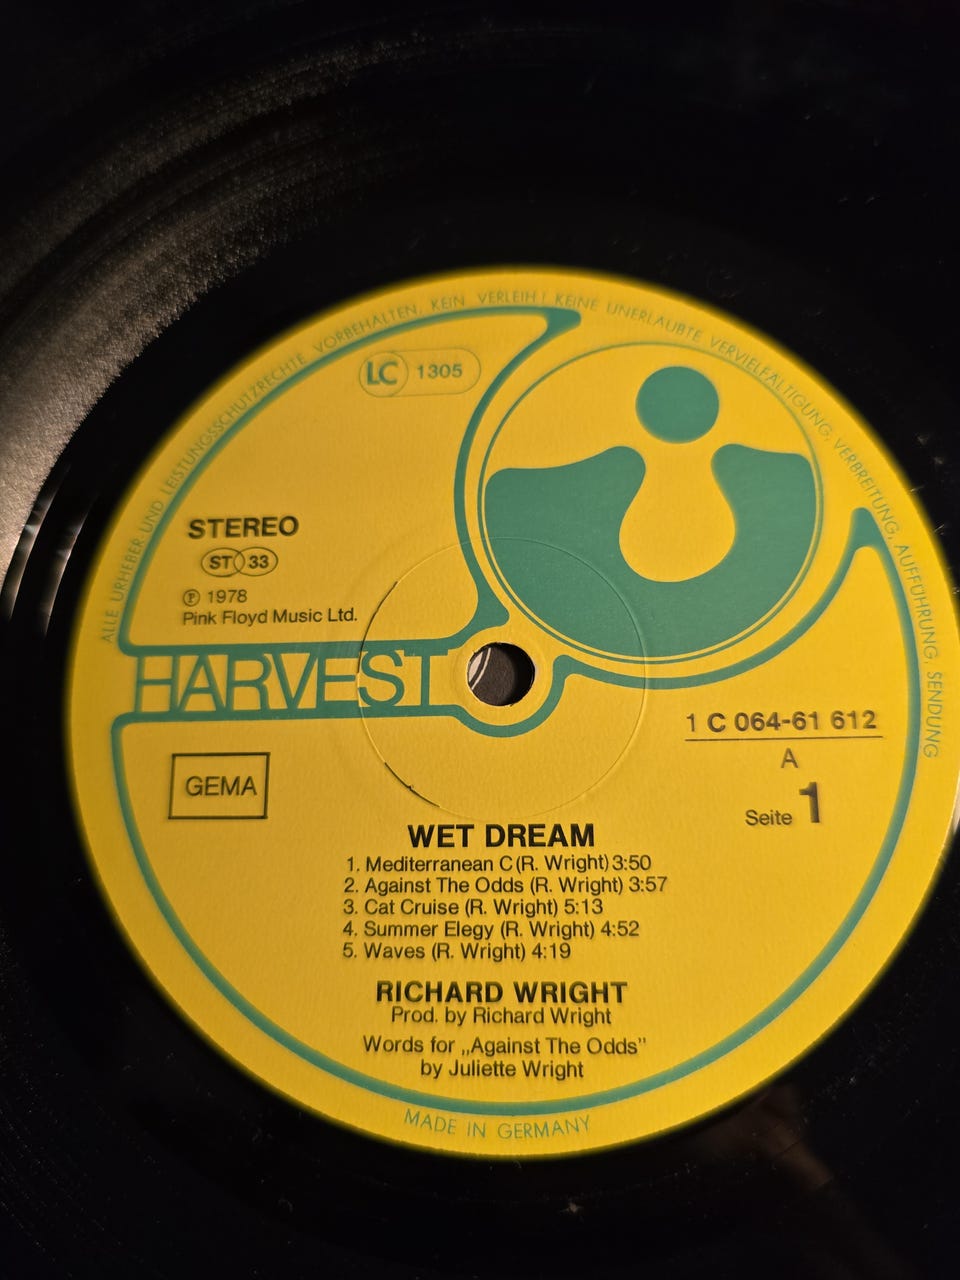 ALLE URHEBER-UND LEISTUNGSSCHUTZRECHTE VORBEHALTEN, KEIN VERLEIH! KEINE UNERLAUBTE VERVIELFÄLTIGUNG, VERBREITUNG, AUFFÜHRUNG, SENDUNG
LC 1305
STEREO
ST 33
℗ 1978
Pink Floyd Music Ltd.
HARVEST
1 C 064-61 612
A
Seite 1
GEMA
WET DREAM
1. Mediterranean C (R. Wright) 3:50
2. Against The Odds (R. Wright) 3:57
3. Cat Cruise (R. Wright) 5:13
4. Summer Elegy (R. Wright) 4:52
5. Waves (R. Wright) 4:19
RICHARD WRIGHT
Prod. by Richard Wright
Words for „Against The Odds”
by Juliette Wright
MADE IN GERMANY